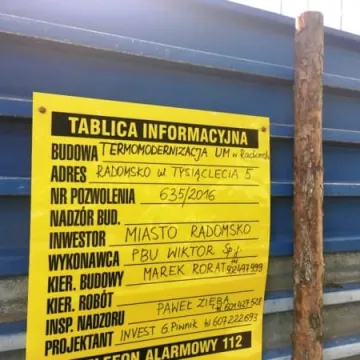 TABLICA INFORMACYJNA
BUDOWA TERMOMODERNIZACJA UM w Radomsku
ADRES RADOMSKO ul TYSIĄCLECIA 5
NR POZWOLENIA 635/2016
NADZÓR BUD.
INWESTOR MIASTO RADOMSKO
WYKONAWCA PBU WIKTOR Sp.j.
KIER. BUDOWY MAREK RORAT
KIER. ROBÓT
INSP. NADZORU PAWEŁ ZIĘBA
PROJEKTANT INVEST G. Pinnik tel 607222693
TELEFON ALARMOWY 112